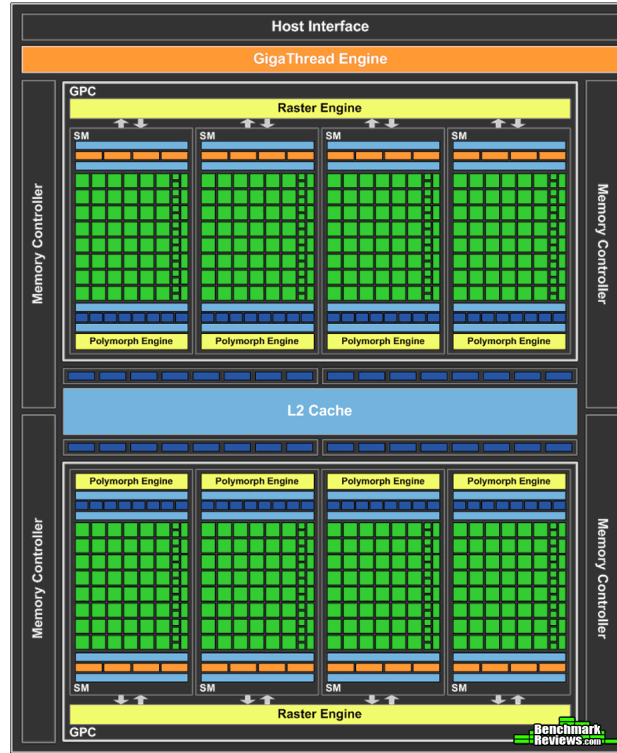 Host Interface
GigaThread Engine
GPC
Raster Engine
SM SM SM SM
Memory Controller
Memory Controller
Polymorph Engine Polymorph Engine Polymorph Engine Polymorph Engine
L2 Cache
Polymorph Engine Polymorph Engine Polymorph Engine Polymorph Engine
Memory Controller
Memory Controller
SM SM SM SM
Raster Engine
GPC
Benchmark
Reviews.com